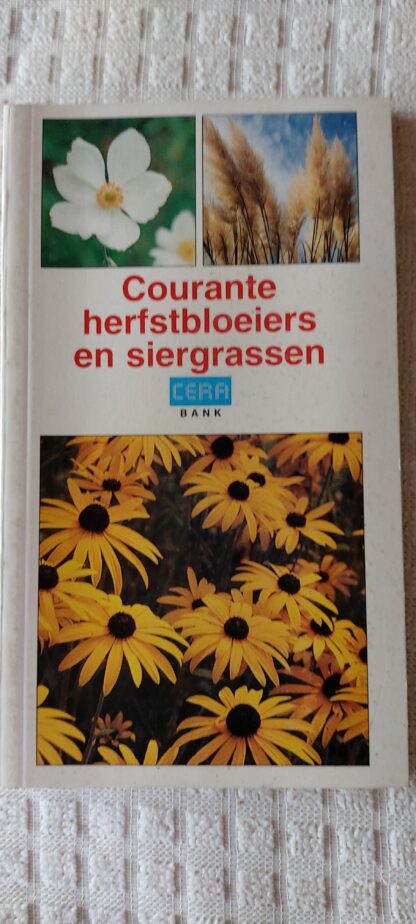 Courante
herfstbloeiers
en siergrassen
CERA
BANK